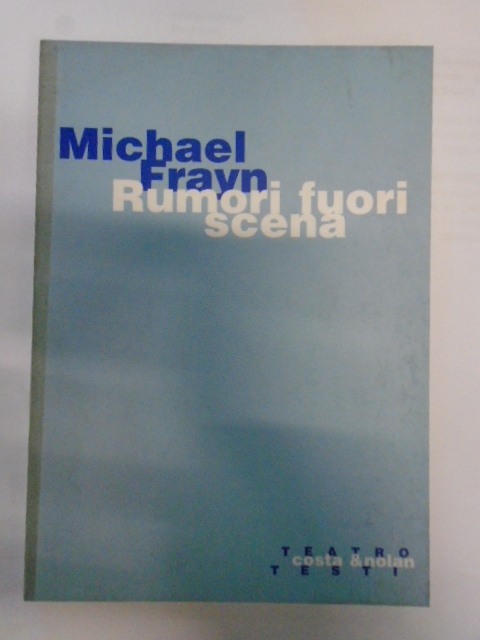 Michael
Frayn
Rumori fuori
scena
TEATRO
costa & nolan
TESTI